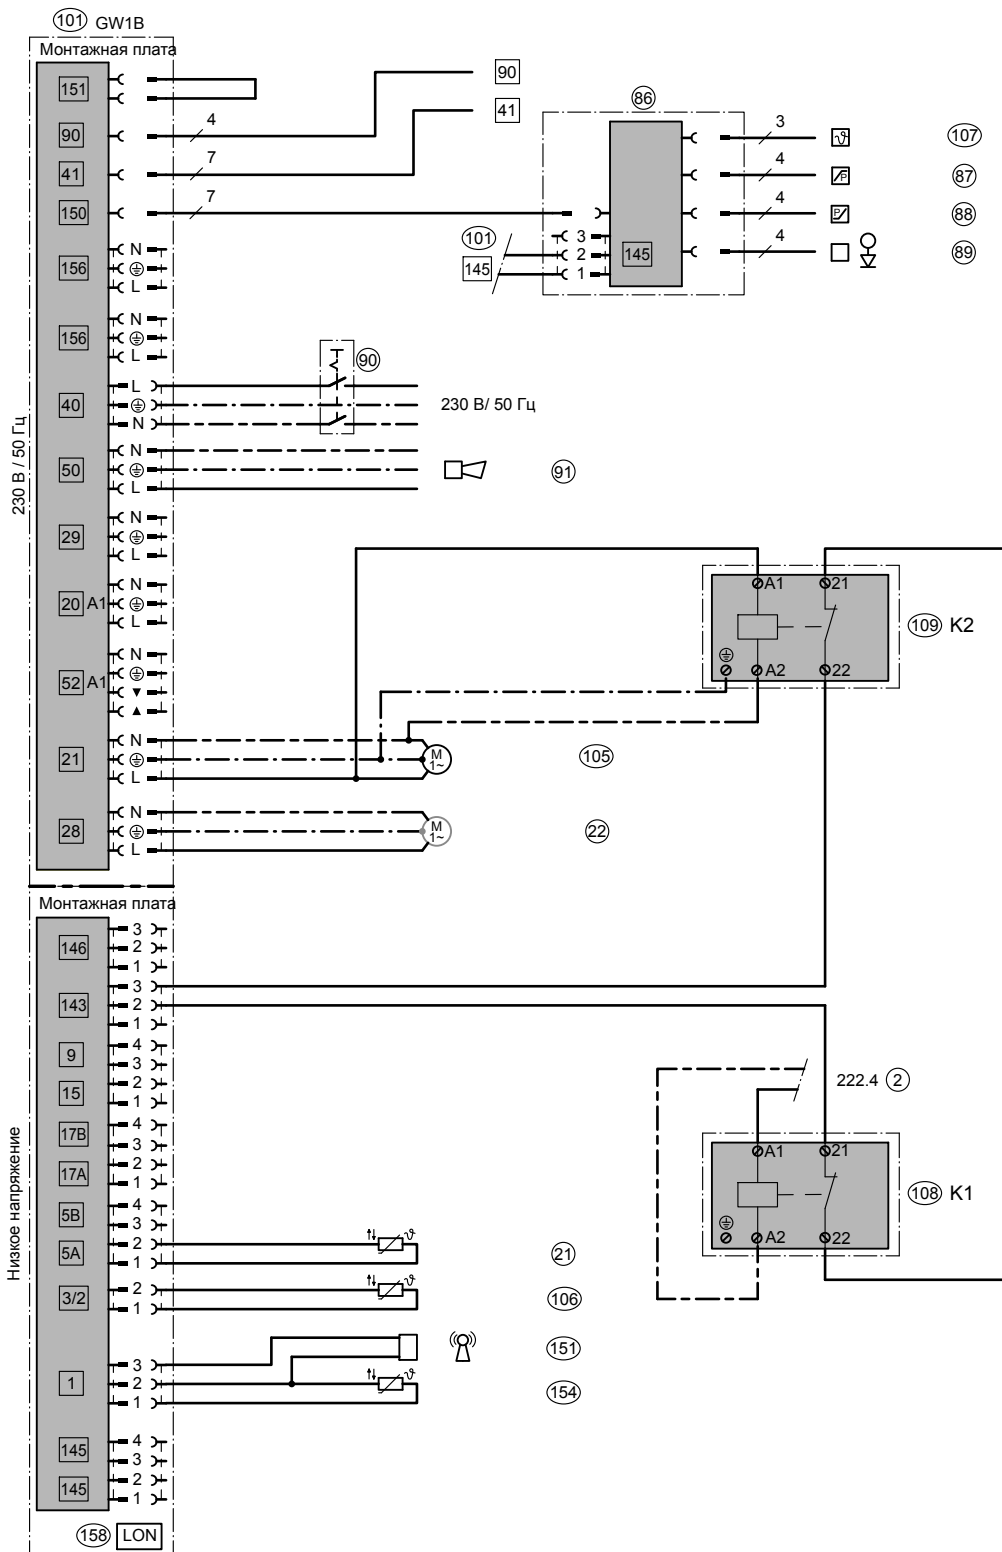 101 GW1B
Монтажная плата
151
90
4
90
41
7
41
150
7
86
3
ϑ
107
4
P
87
4
P
88
4
89
101
145
3
2
1
145
156
N
L
156
N
L
40
L
N
90
230 В/ 50 Гц
230 В / 50 Гц
50
N
L
91
29
N
L
20 A1
N
L
52 A1
N
▼
▲
21
N
L
M
1~
105
28
N
L
M
1~
22
A1
21
A2
22
109 K2
Монтажная плата
Низкое напряжение
146
3
2
1
143
3
2
1
9
4
3
15
2
1
17B
4
3
17A
2
1
5B
4
3
5A
2
1
ϑ
21
3/2
2
1
ϑ
106
151
1
3
2
1
ϑ
154
145
4
3
145
2
1
158 LON
222.4 2
A1
21
A2
22
108 K1